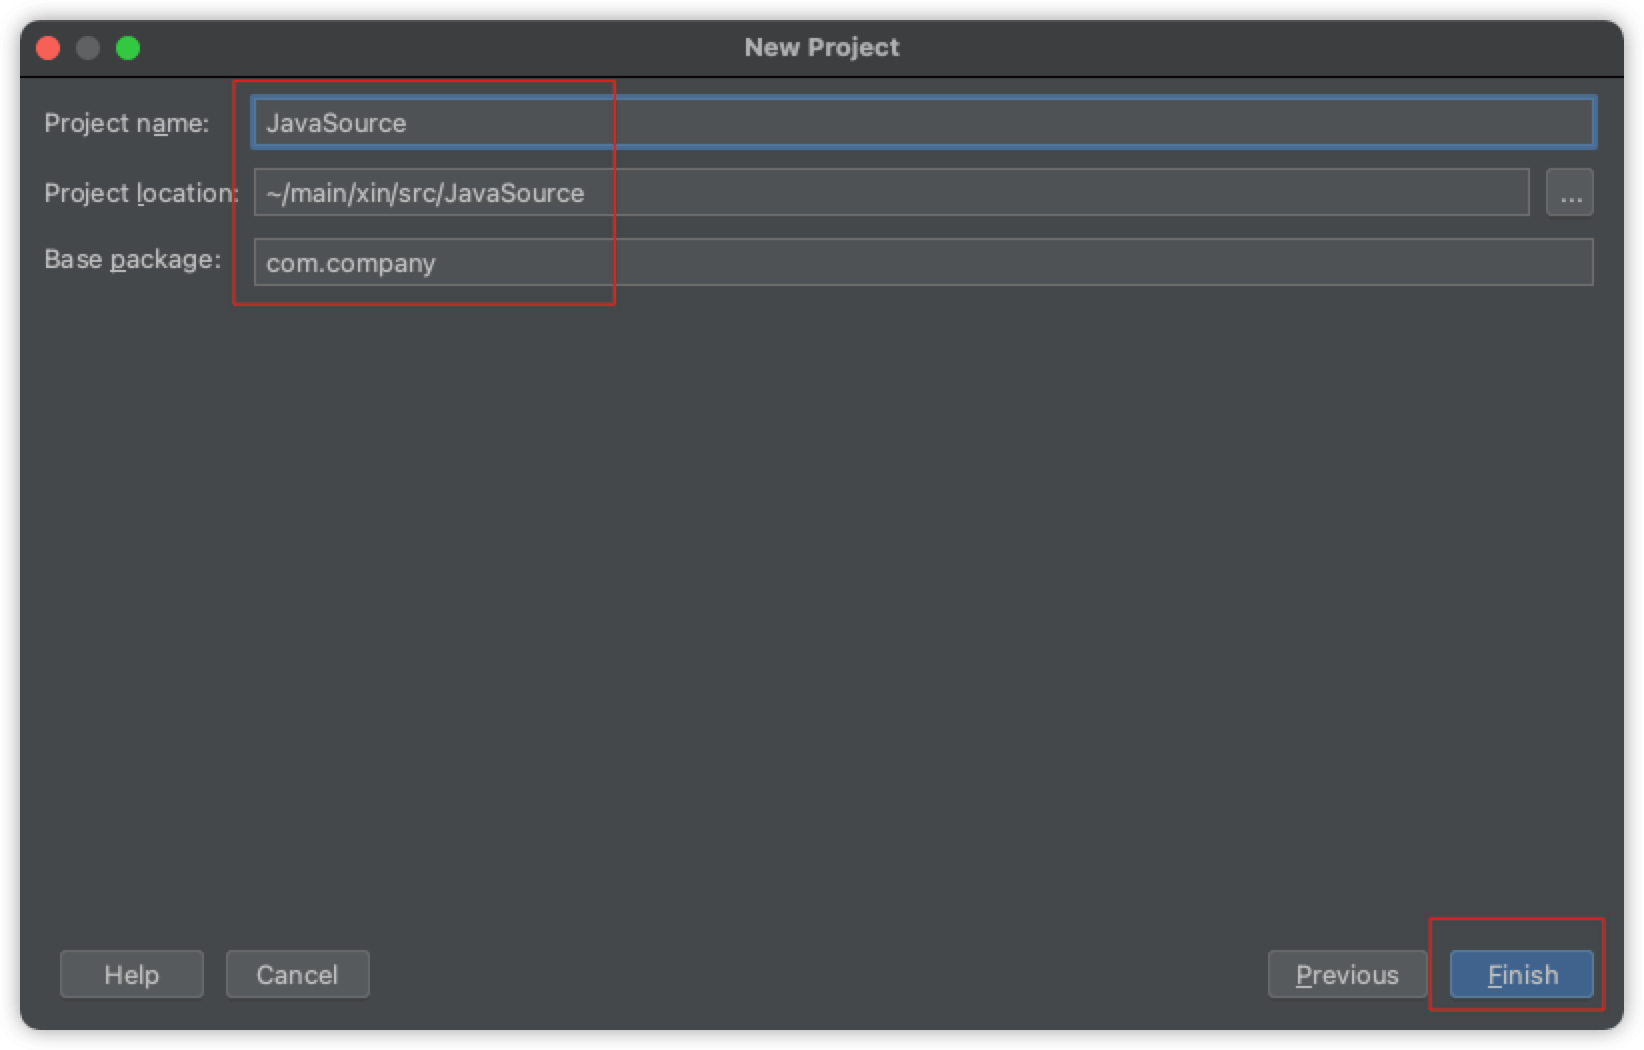 New Project
Project name: JavaSource
Project location: ~/main/xin/src/JavaSource ...
Base package: com.company
Help Cancel Previous Finish